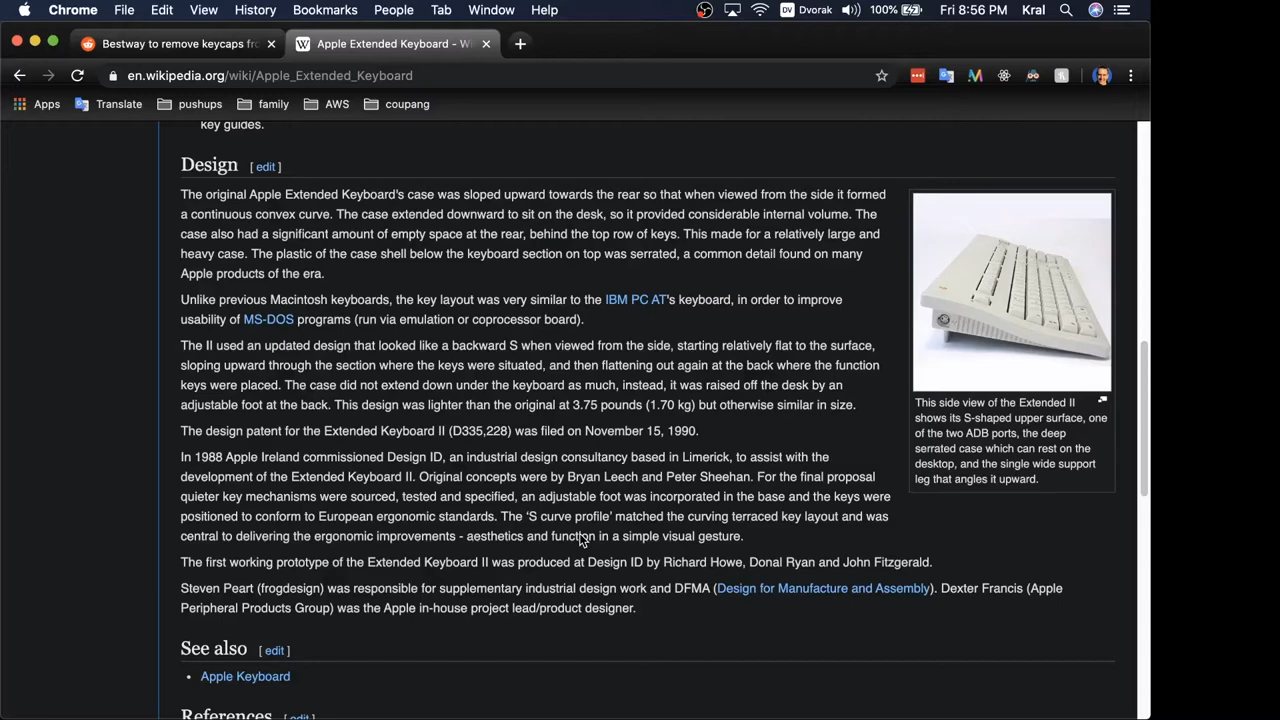 Chrome File Edit View History Bookmarks People Tab Window Help DV Dvorak 100% Fri 8:56 PM Kral
Bestway to remove keycaps fr
Apple Extended Keyboard - Wi
en.wikipedia.org/wiki/Apple_Extended_Keyboard
Apps Translate pushups family AWS coupang
key guides.
Design [ edit ]
The original Apple Extended Keyboard's case was sloped upward towards the rear so that when viewed from the side it formed
a continuous convex curve. The case extended downward to sit on the desk, so it provided considerable internal volume. The
case also had a significant amount of empty space at the rear, behind the top row of keys. This made for a relatively large and
heavy case. The plastic of the case shell below the keyboard section on top was serrated, a common detail found on many
Apple products of the era.
Unlike previous Macintosh keyboards, the key layout was very similar to the IBM PC AT's keyboard, in order to improve
usability of MS-DOS programs (run via emulation or coprocessor board).
The II used an updated design that looked like a backward S when viewed from the side, starting relatively flat to the surface,
sloping upward through the section where the keys were situated, and then flattening out again at the back where the function
keys were placed. The case did not extend down under the keyboard as much, instead, it was raised off the desk by an
adjustable foot at the back. This design was lighter than the original at 3.75 pounds (1.70 kg) but otherwise similar in size.
The design patent for the Extended Keyboard II (D335,228) was filed on November 15, 1990.
In 1988 Apple Ireland commissioned Design ID, an industrial design consultancy based in Limerick, to assist with the
development of the Extended Keyboard II. Original concepts were by Bryan Leech and Peter Sheehan. For the final proposal
quieter key mechanisms were sourced, tested and specified, an adjustable foot was incorporated in the base and the keys were
positioned to conform to European ergonomic standards. The ‘S curve profile’ matched the curving terraced key layout and was
central to delivering the ergonomic improvements - aesthetics and function in a simple visual gesture.
The first working prototype of the Extended Keyboard II was produced at Design ID by Richard Howe, Donal Ryan and John Fitzgerald.
Steven Peart (frogdesign) was responsible for supplementary industrial design work and DFMA (Design for Manufacture and Assembly). Dexter Francis (Apple
Peripheral Products Group) was the Apple in-house project lead/product designer.
This side view of the Extended II
shows its S-shaped upper surface, one
of the two ADB ports, the deep
serrated case which can rest on the
desktop, and the single wide support
leg that angles it upward.
See also [ edit ]
• Apple Keyboard
References [ edit ]